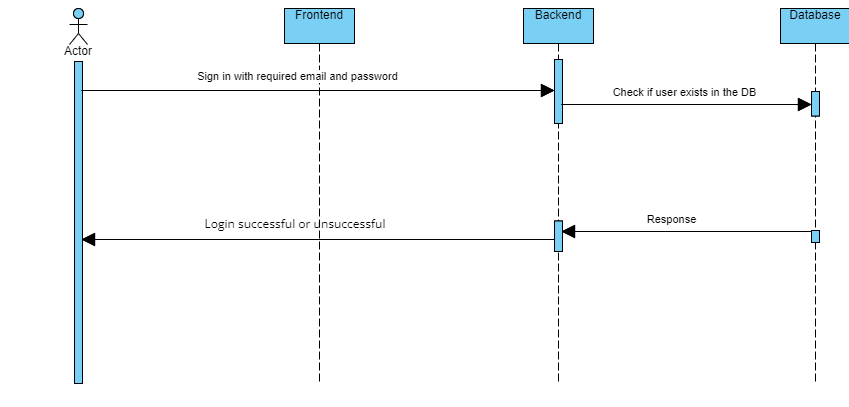 Frontend
Backend
Database
Actor
Sign in with required email and password
Check if user exists in the DB
Login successful or unsuccessful
Response